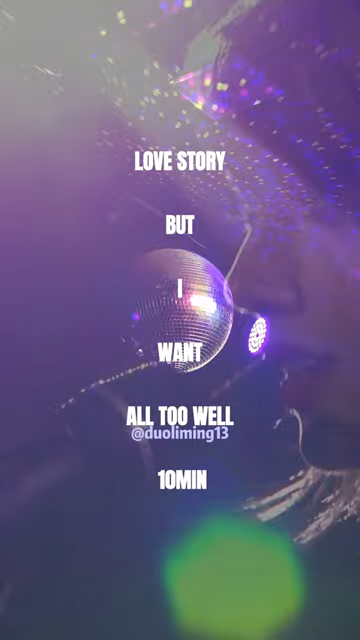 LOVE STORY
BUT
I
WANT
ALL TOO WELL
@duoliming13
10MIN